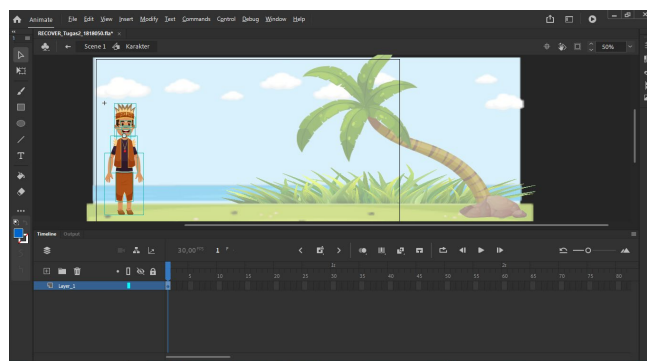 Animate File Edit View Insert Modify Text Commands Control Debug Window Help
RECOVER_Tugas2_1818050.fla* ×
Scene 1 Karakter 50%
Timeline Output
30,00 FPS 1 F
1s 2s
5 10 15 20 25 30 35 40 45 50 55 60 65 70 75 80
Layer_1